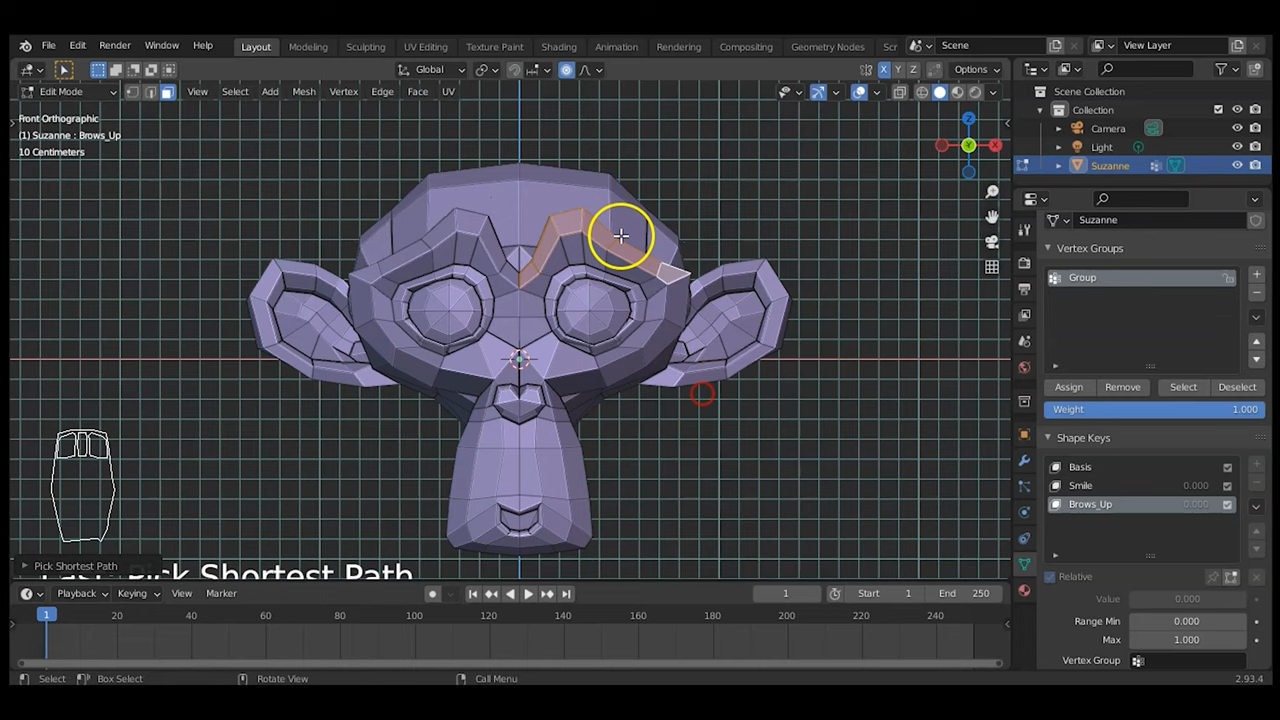 File Edit Render Window Help Layout Modeling Sculpting UV Editing Texture Paint Shading Animation Rendering Compositing Geometry Nodes Scr Scene View Layer
Global X Y Z Options
Edit Mode View Select Add Mesh Vertex Edge Face UV
Scene Collection
Collection
Camera
Light
Suzanne
Front Orthographic
(1) Suzanne : Brows_Up
10 Centimeters
Z
Y
X
Suzanne
Vertex Groups
Group
Assign Remove Select Deselect
Weight 1.000
Shape Keys
Basis
Smile 0.000
Brows_Up 0.000
Relative
Value 0.000
Range Min 0.000
Max 1.000
Vertex Group
Pick Shortest Path
Pick Shortest Path
Playback Keying View Marker 1 Start 1 End 250
1 20 40 60 80 100 120 140 160 180 200 220 240
Select Box Select Rotate View Call Menu 2.93.4